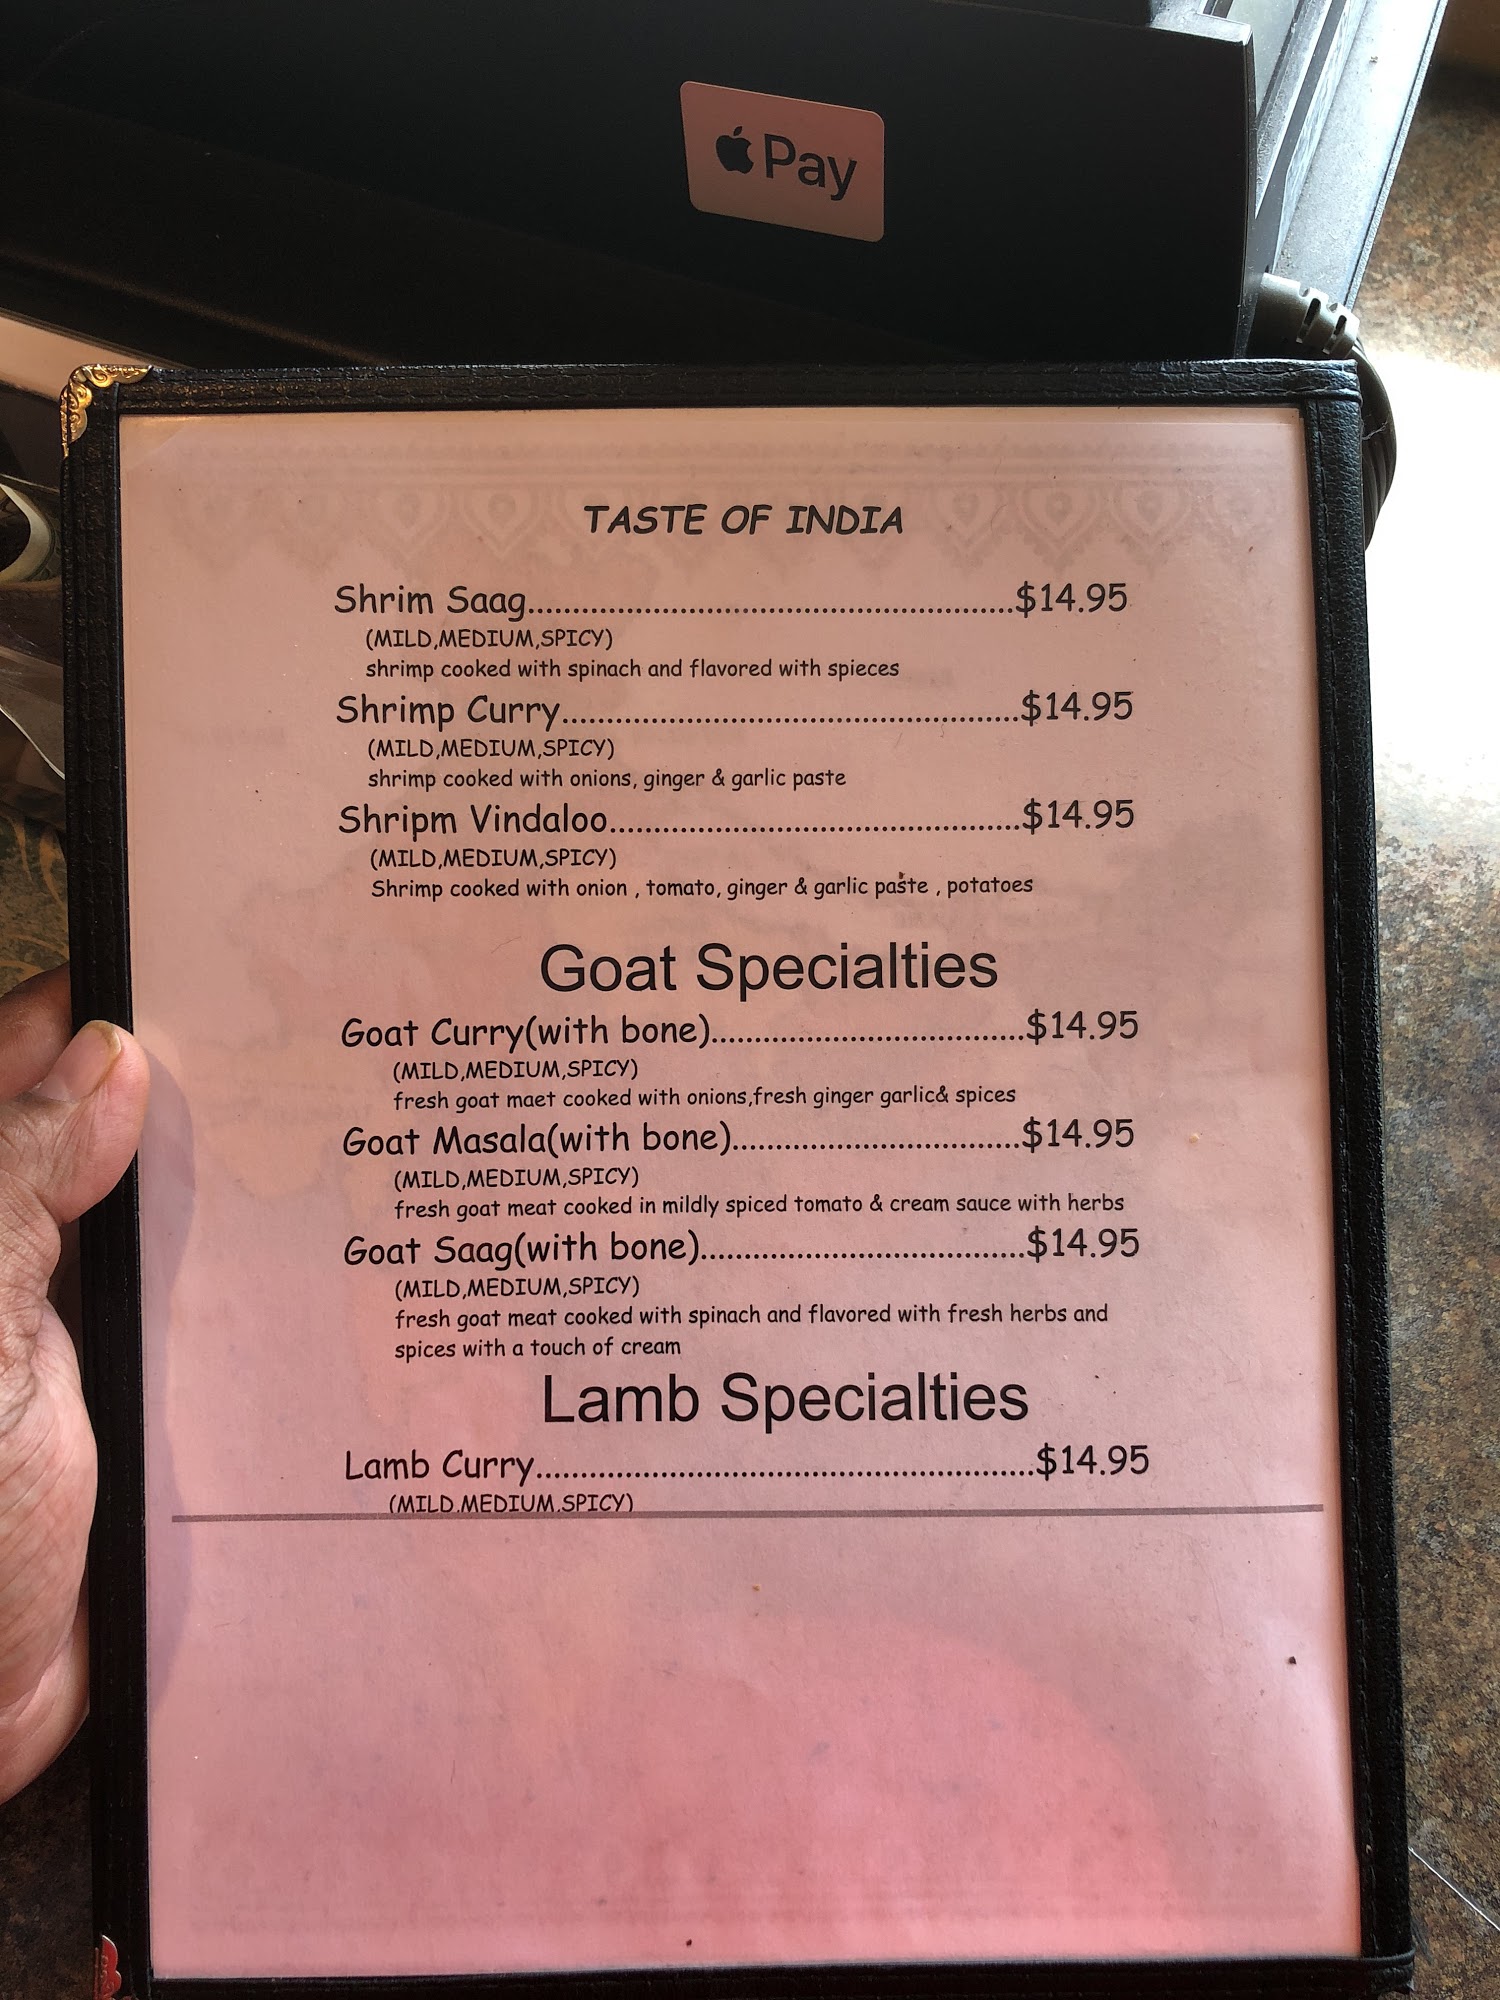 Pay
TASTE OF INDIA
Shrim Saag......................................................$14.95
(MILD,MEDIUM,SPICY)
shrimp cooked with spinach and flavored with spieces
Shrimp Curry..................................................$14.95
(MILD,MEDIUM,SPICY)
shrimp cooked with onions, ginger & garlic paste
Shripm Vindaloo.............................................$14.95
(MILD,MEDIUM,SPICY)
Shrimp cooked with onion , tomato, ginger & garlic paste , potatoes
Goat Specialties
Goat Curry(with bone)..................................$14.95
(MILD,MEDIUM,SPICY)
fresh goat maet cooked with onions,fresh ginger garlic& spices
Goat Masala(with bone)...............................$14.95
(MILD,MEDIUM,SPICY)
fresh goat meat cooked in mildly spiced tomato & cream sauce with herbs
Goat Saag(with bone)...................................$14.95
(MILD,MEDIUM,SPICY)
fresh goat meat cooked with spinach and flavored with fresh herbs and
spices with a touch of cream
Lamb Specialties
Lamb Curry......................................................$14.95
(MILD,MEDIUM,SPICY)